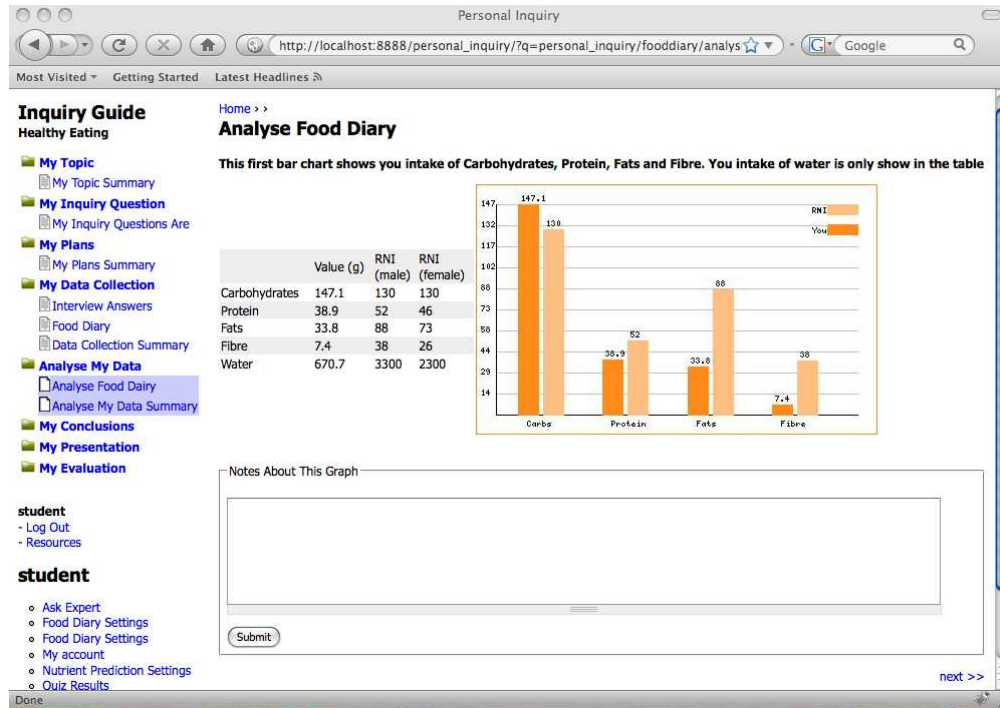 Personal Inquiry
http://localhost:8888/personal_inquiry/?q=personal_inquiry/fooddiary/analys
Google
Most Visited
Getting Started
Latest Headlines
Inquiry Guide
Healthy Eating
My Topic
My Topic Summary
My Inquiry Question
My Inquiry Questions Are
My Plans
My Plans Summary
My Data Collection
Interview Answers
Food Diary
Data Collection Summary
Analyse My Data
Analyse Food Dairy
Analyse My Data Summary
My Conclusions
My Presentation
My Evaluation
student
- Log Out
- Resources
student
Ask Expert
Food Diary Settings
Food Diary Settings
My account
Nutrient Prediction Settings
Quiz Results
Home › ›
Analyse Food Diary
This first bar chart shows you intake of Carbohydrates, Protein, Fats and Fibre. You intake of water is only show in the table
Value (g) RNI (male) RNI (female)
Carbohydrates 147.1 130 130
Protein 38.9 52 46
Fats 33.8 88 73
Fibre 7.4 38 26
Water 670.7 3300 2300
147
132
117
102
88
73
58
44
29
14
147.1
130
38.9
52
33.8
88
7.4
38
RNI
You
Carbs Protein Fats Fibre
Notes About This Graph
Submit
next >>
Done